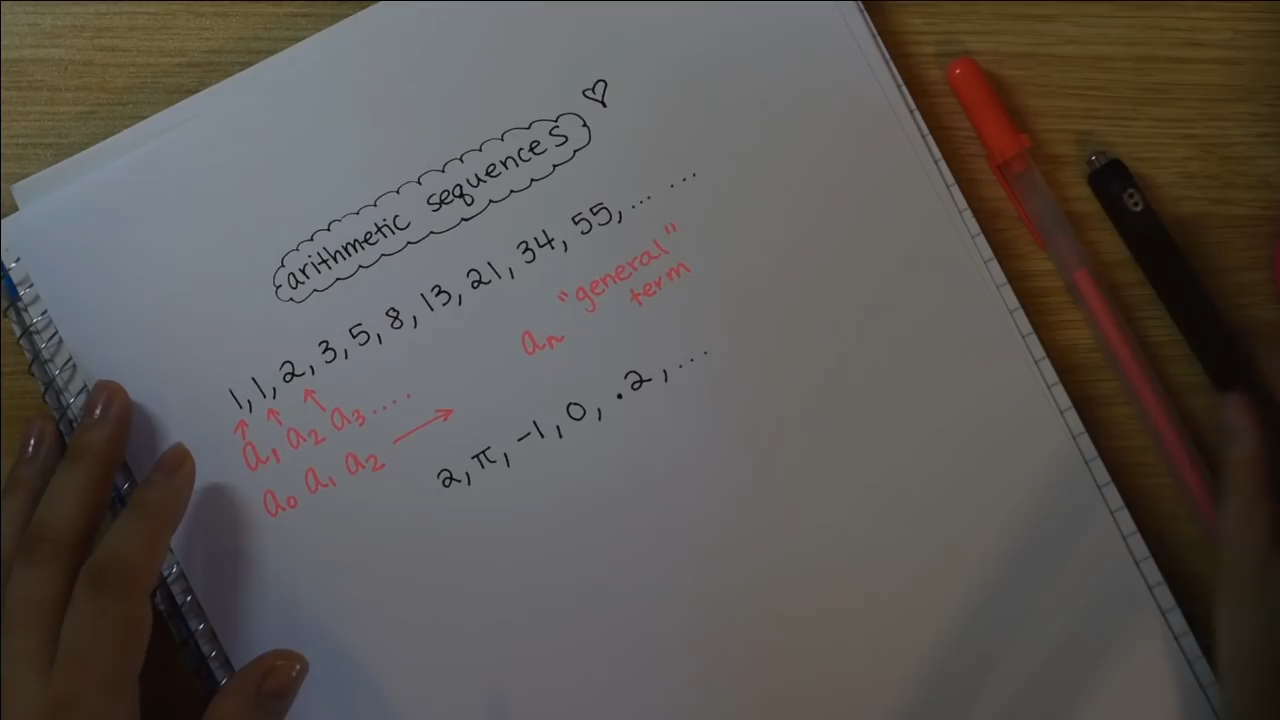 arithmetic sequences ♡
1, 1, 2, 3, 5, 8, 13, 21, 34, 55, ... ...
a₁ a₂ a₃ ....
a₀ a₁ a₂ →
aₙ "general"
term
2, π, -1, 0, .2, ...